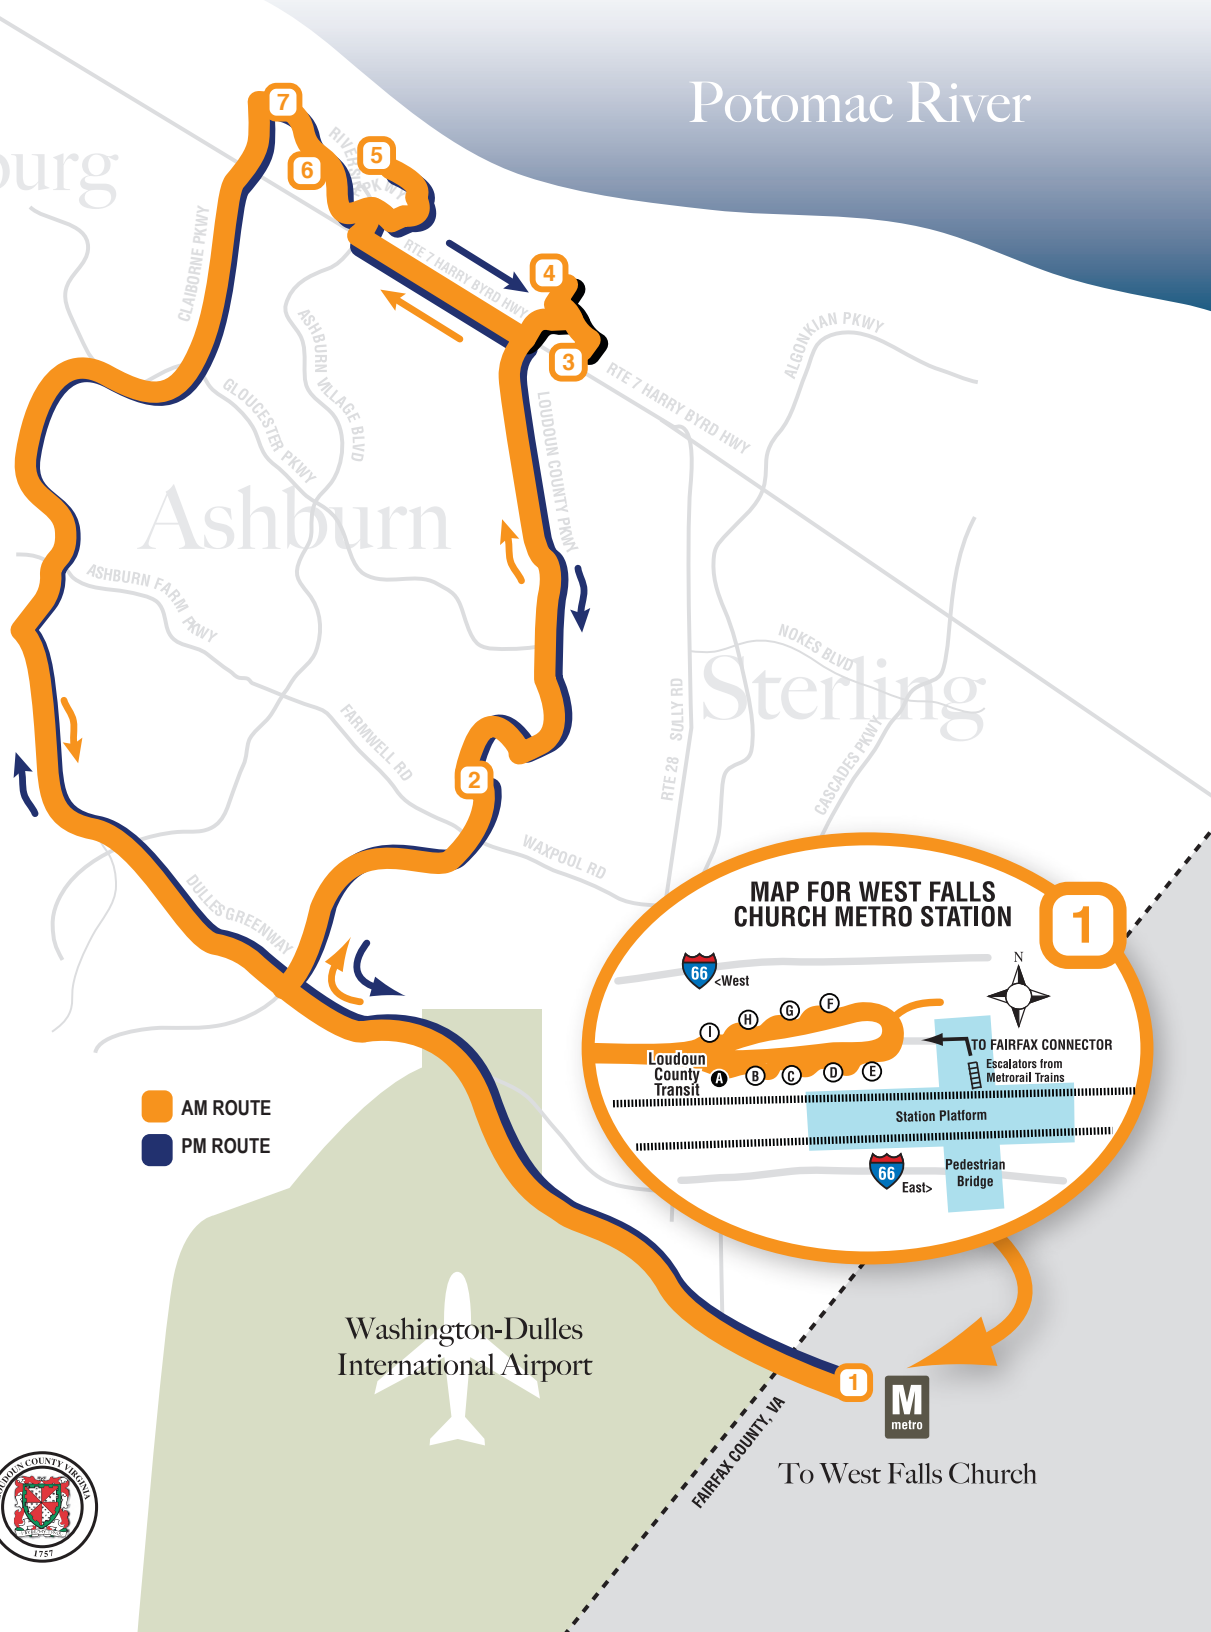 Potomac River
burg
7
6
5
RIVERSIDE PKWY
CLAIBORNE PKWY
RTE 7 HARRY BYRD HWY
4
3
ALGONKIAN PKWY
ASHBURN VILLAGE BLVD
GLOUCESTER PKWY
RTE 7 HARRY BYRD HWY
LOUDOUN COUNTY PKWY
Ashburn
ASHBURN FARM PKWY
NOKES BLVD
Sterling
RTE 28 SULLY RD
FARMWELL RD
CASCADES PKWY
2
WAXPOOL RD
DULLES GREENWAY
MAP FOR WEST FALLS
CHURCH METRO STATION
1
66
<West
N
I
H
G
F
TO FAIRFAX CONNECTOR
Loudoun
County
Transit
A
B
C
D
E
Escalators from
Metrorail Trains
Station Platform
66
East>
Pedestrian
Bridge
AM ROUTE
PM ROUTE
Washington-Dulles
International Airport
1
M
metro
FAIRFAX COUNTY, VA
To West Falls Church
LOUDOUN COUNTY VIRGINIA
1757